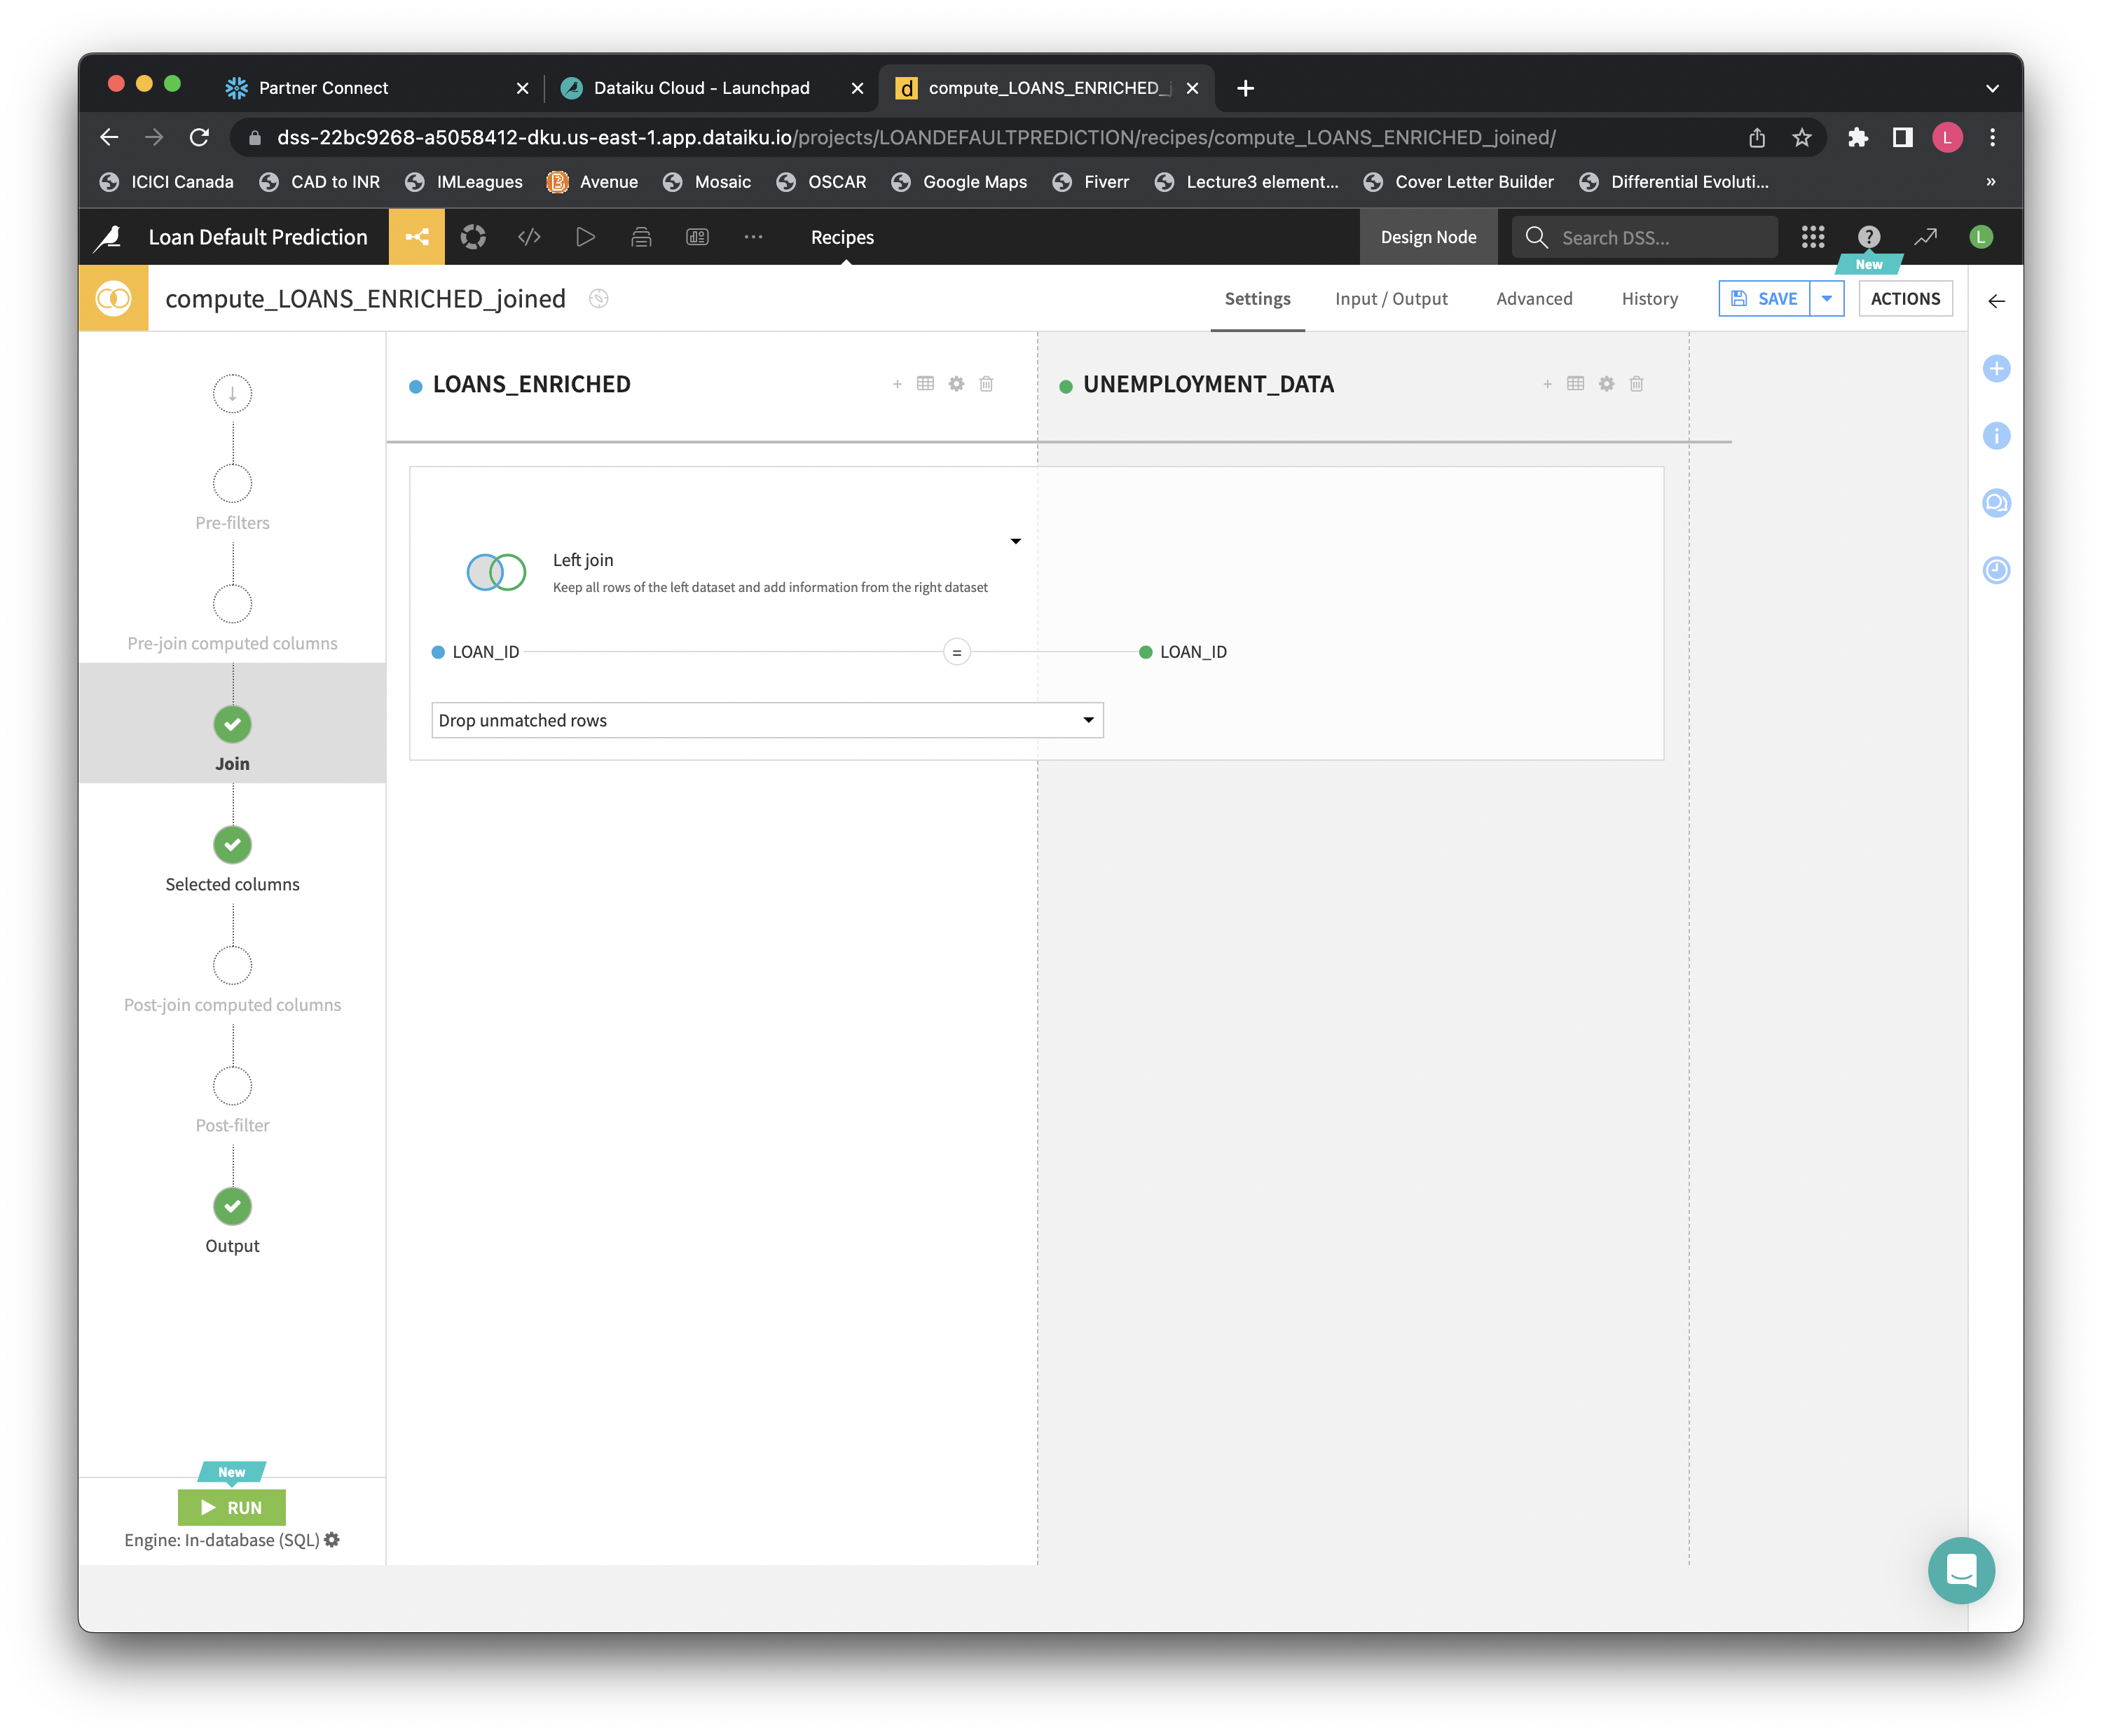 Partner Connect
Dataiku Cloud - Launchpad
compute_LOANS_ENRICHED_j
dss-22bc9268-a5058412-dku.us-east-1.app.dataiku.io/projects/LOANDEFAULTPREDICTION/recipes/compute_LOANS_ENRICHED_joined/
L
ICICI Canada
CAD to INR
IMLeagues
Avenue
Mosaic
OSCAR
Google Maps
Fiverr
Lecture3 element...
Cover Letter Builder
Differential Evoluti...
»
Loan Default Prediction
Recipes
Design Node
Search DSS...
L
New
compute_LOANS_ENRICHED_joined
Settings
Input / Output
Advanced
History
SAVE
ACTIONS
LOANS_ENRICHED
UNEMPLOYMENT_DATA
Pre-filters
Pre-join computed columns
Join
Selected columns
Post-join computed columns
Post-filter
Output
Left join
Keep all rows of the left dataset and add information from the right dataset
LOAN_ID = LOAN_ID
Drop unmatched rows
New
RUN
Engine: In-database (SQL)